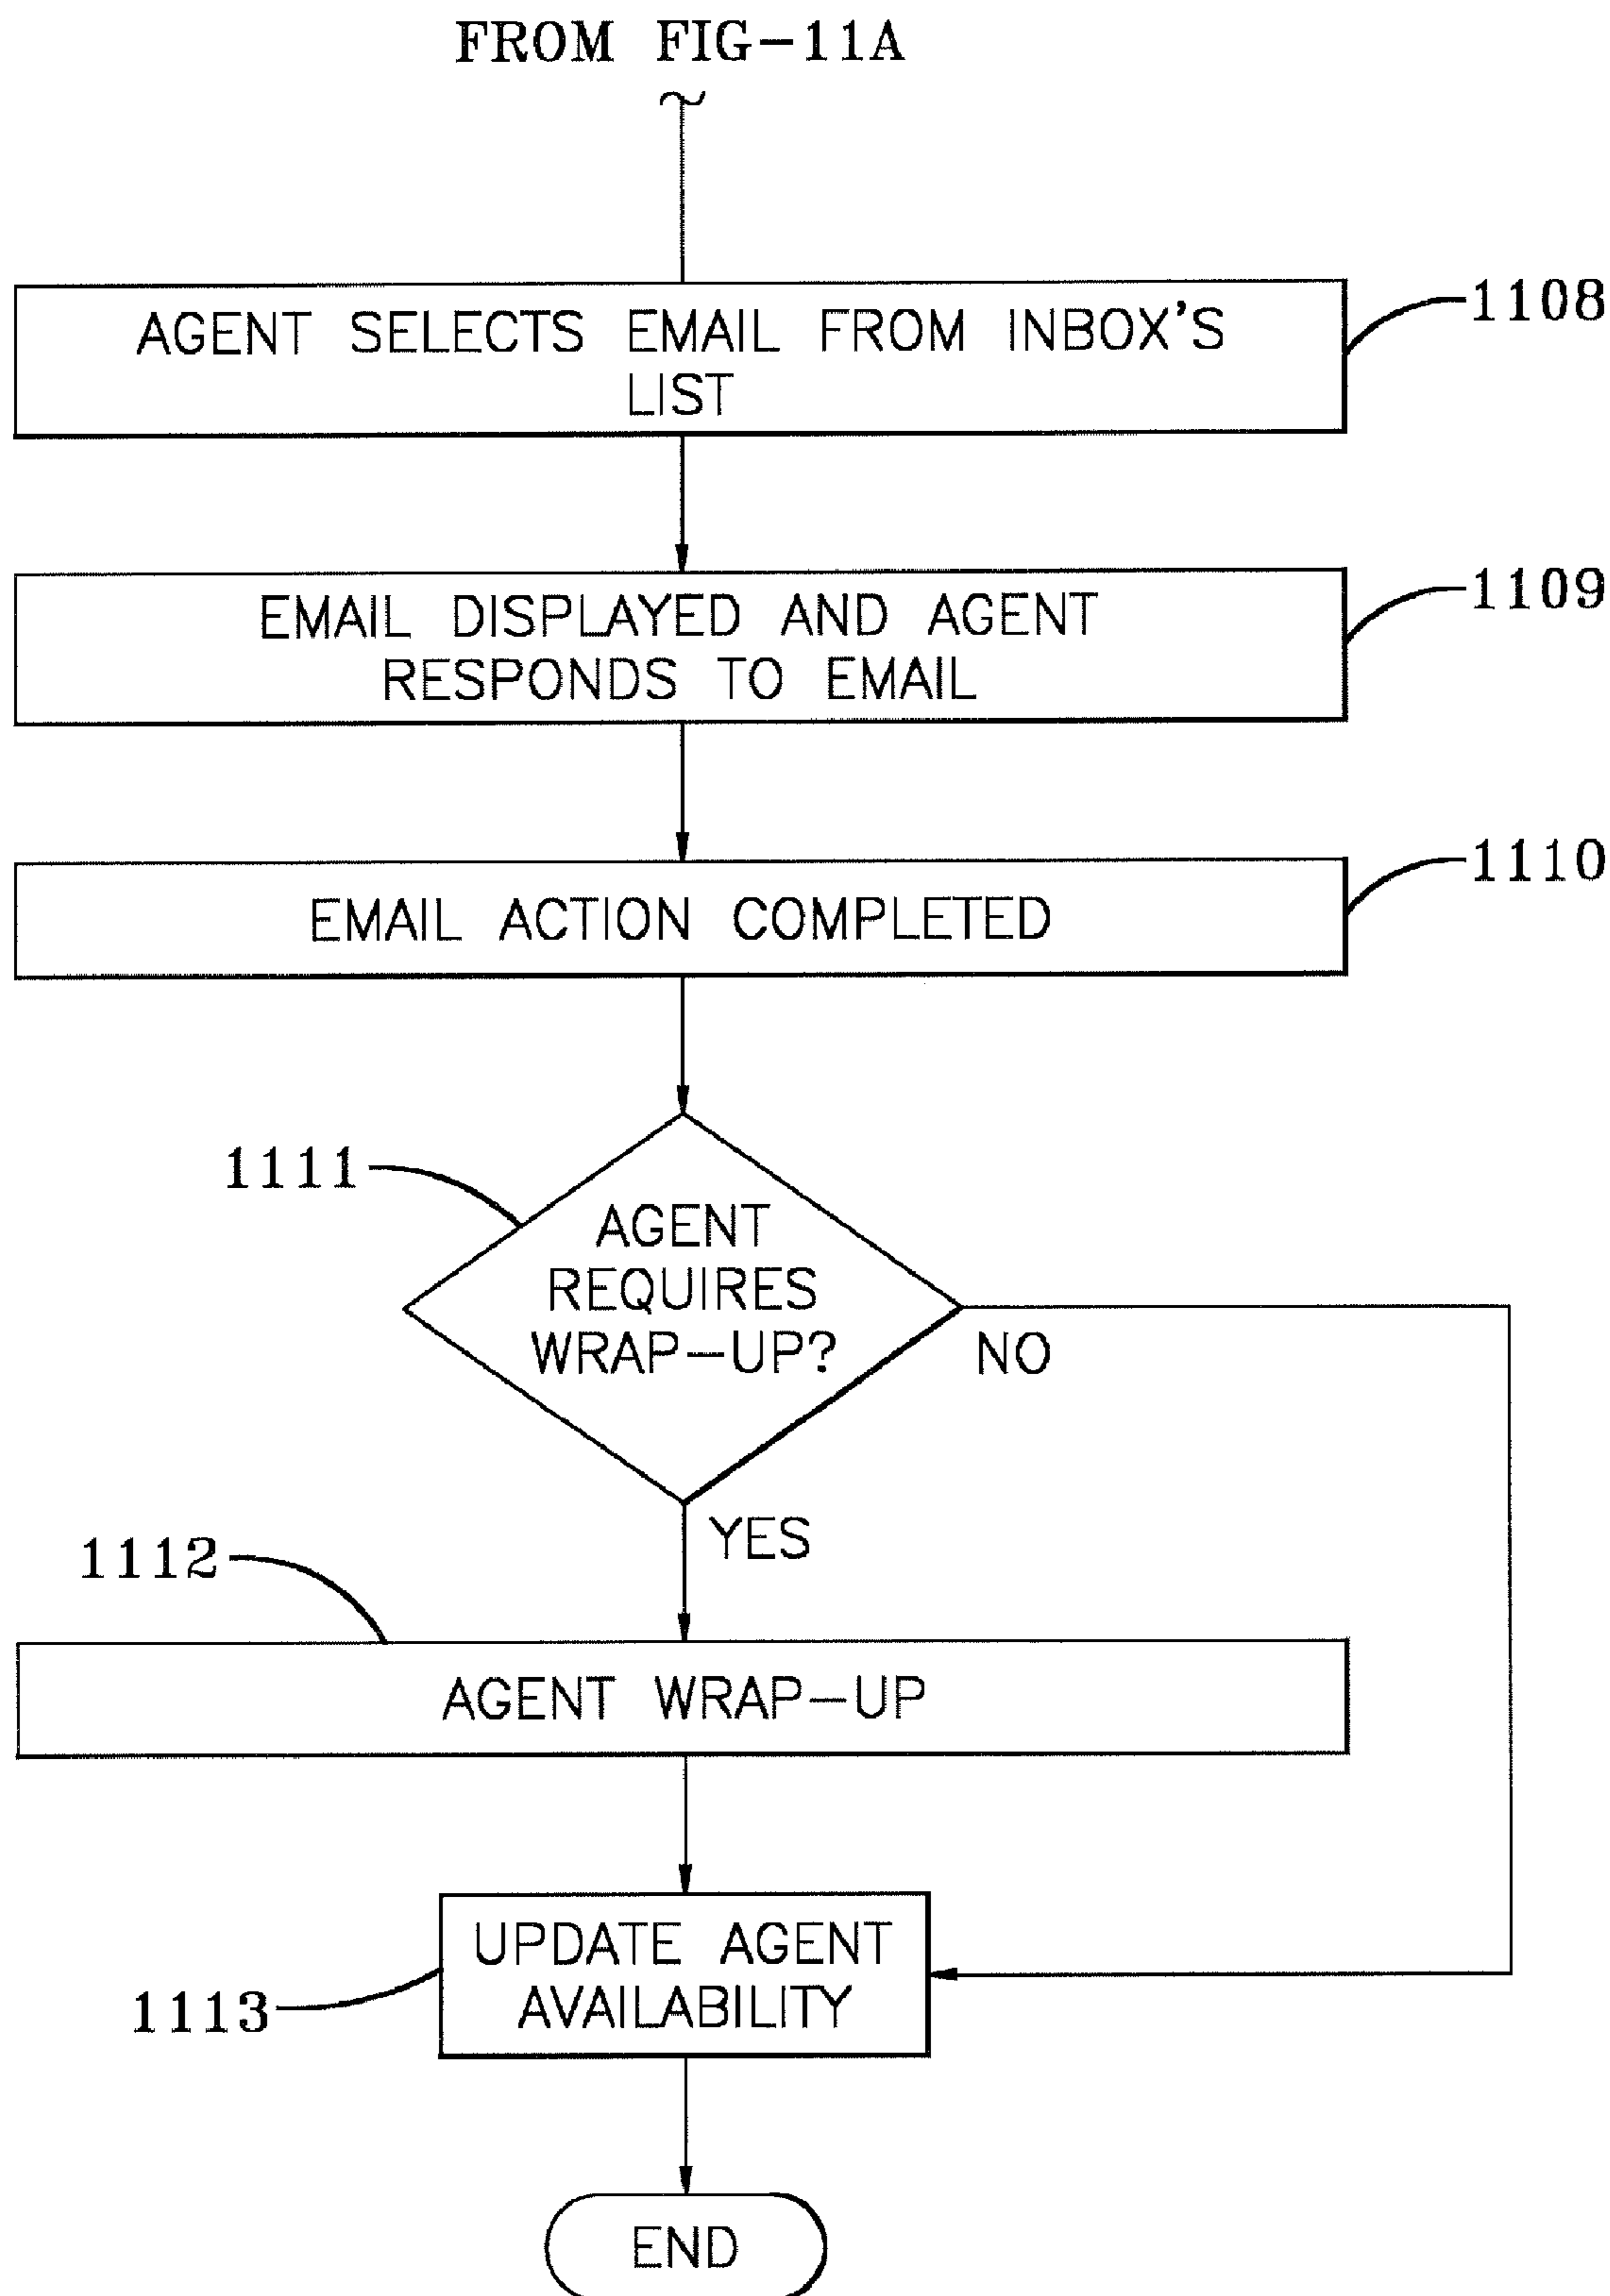 FROM FIG-11A
AGENT SELECTS EMAIL FROM INBOX'S
LIST
1108
EMAIL DISPLAYED AND AGENT
RESPONDS TO EMAIL
1109
EMAIL ACTION COMPLETED
1110
1111
AGENT
REQUIRES
WRAP-UP?
NO
YES
1112
AGENT WRAP-UP
UPDATE AGENT
AVAILABILITY
1113
END